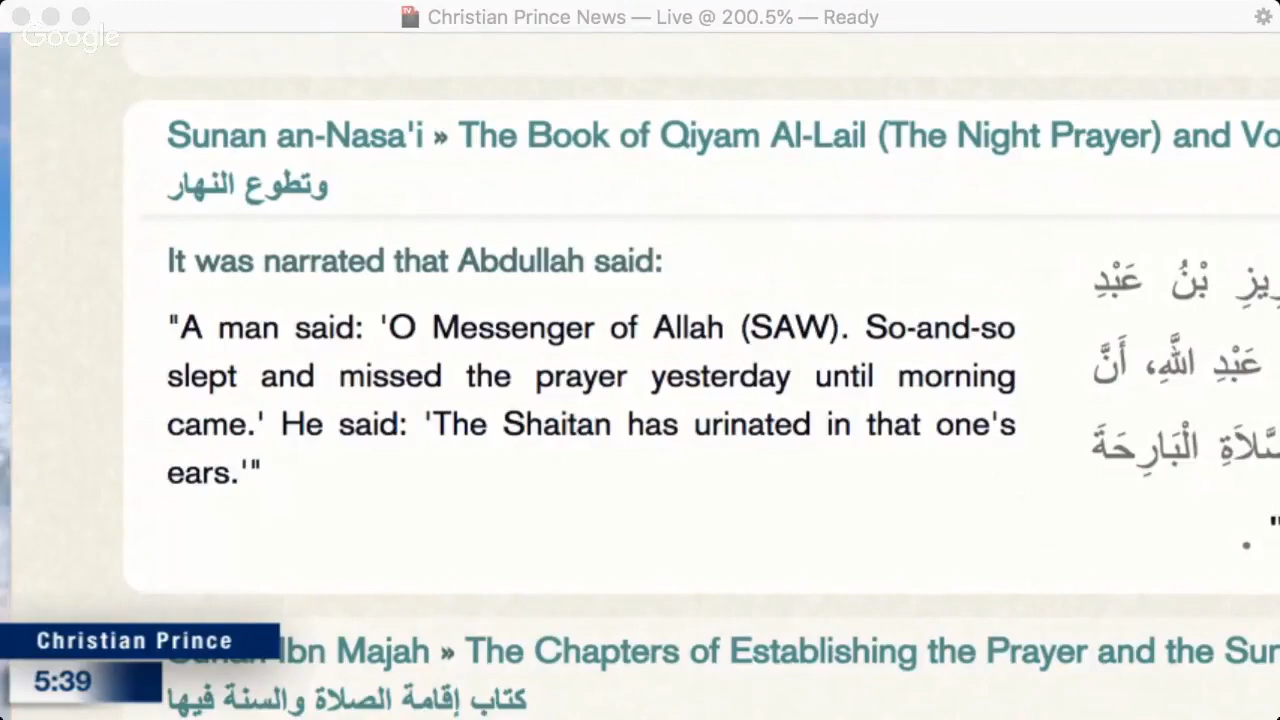 Christian Prince News — Live @ 200.5% — Ready
Google
Sunan an-Nasa'i » The Book of Qiyam Al-Lail (The Night Prayer) and Vo
وتطوع النهار
It was narrated that Abdullah said:
"A man said: 'O Messenger of Allah (SAW). So-and-so
slept and missed the prayer yesterday until morning
came.' He said: 'The Shaitan has urinated in that one's
ears.'"
بْنُ عَبْدِ
عَبْدِ اللَّهِ، أَنَّ
الْبَارِحَةَ
" .
Christian Prince
5:39
Ibn Majah » The Chapters of Establishing the Prayer and the Sun
كتاب إقامة الصلاة والسنة فيها